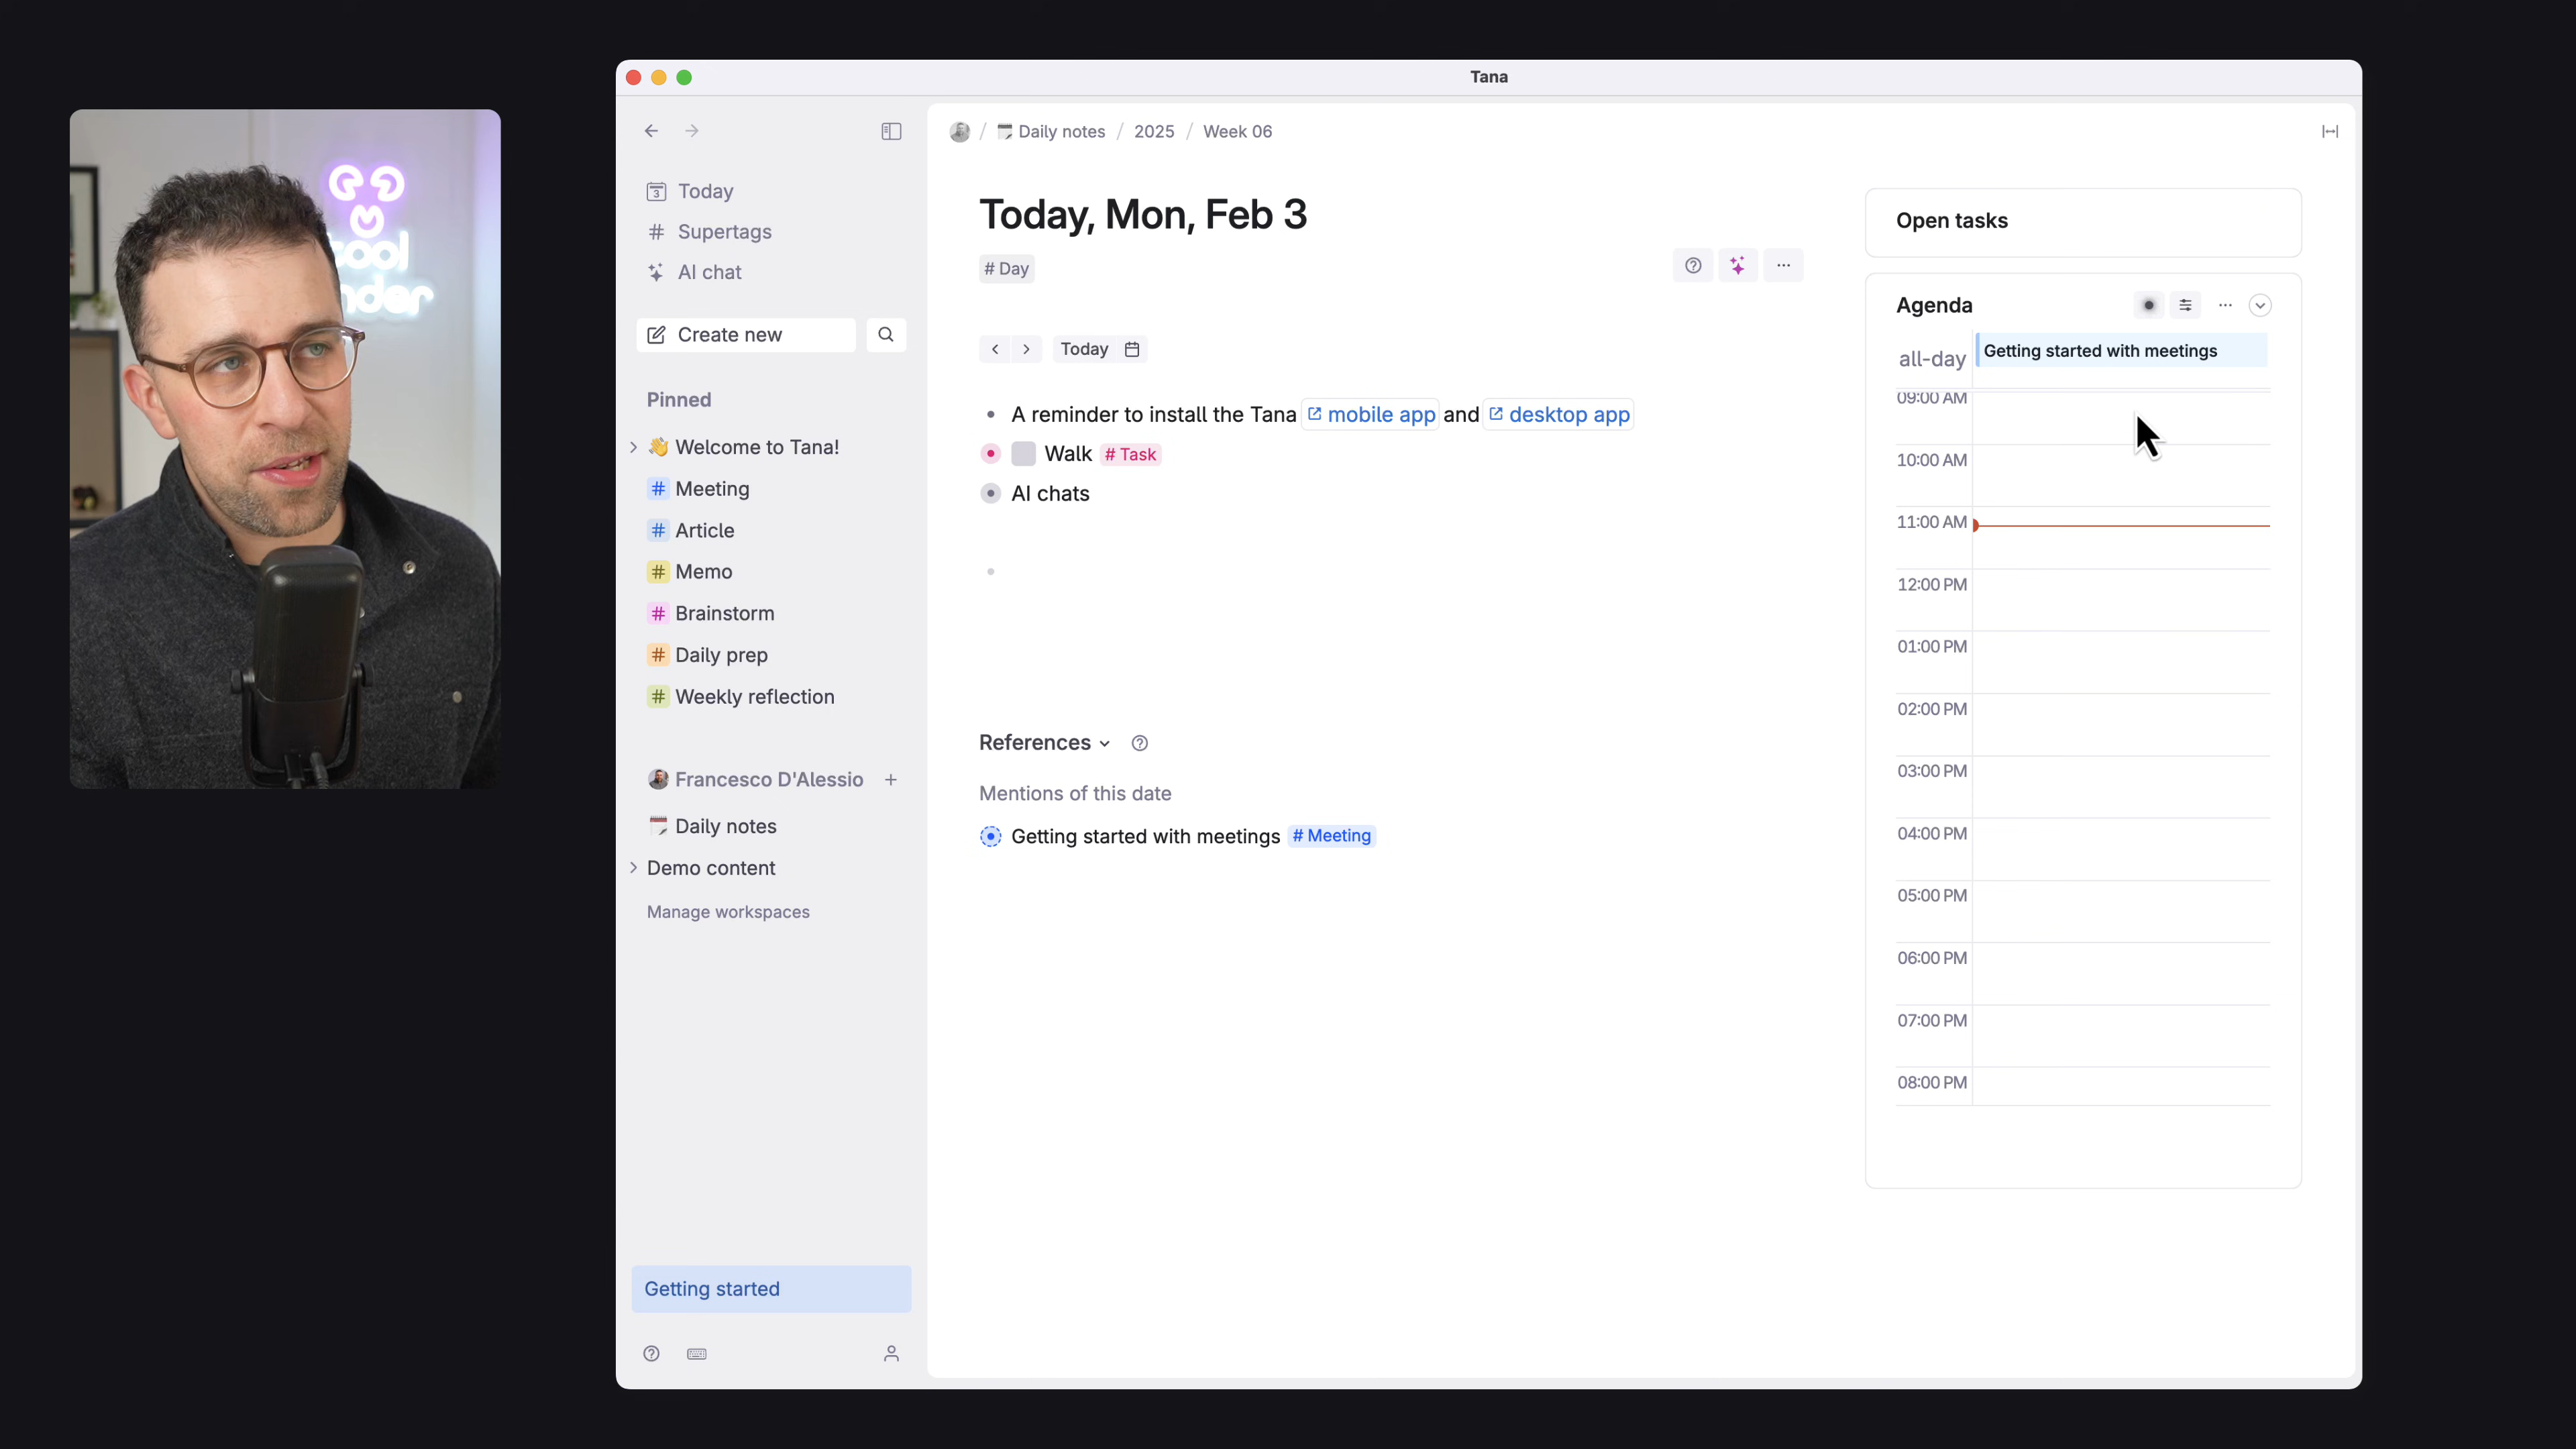 Tana
Daily notes / 2025 / Week 06
3 Today
# Supertags
AI chat
Create new
Pinned
👋 Welcome to Tana!
# Meeting
# Article
# Memo
# Brainstorm
# Daily prep
# Weekly reflection
Francesco D'Alessio +
Daily notes
Demo content
Manage workspaces
Getting started
Today, Mon, Feb 3
# Day
Today
A reminder to install the Tana mobile app and desktop app
Walk # Task
AI chats
References
Mentions of this date
Getting started with meetings # Meeting
Open tasks
Agenda
all-day Getting started with meetings
09:00 AM
10:00 AM
11:00 AM
12:00 PM
01:00 PM
02:00 PM
03:00 PM
04:00 PM
05:00 PM
06:00 PM
07:00 PM
08:00 PM